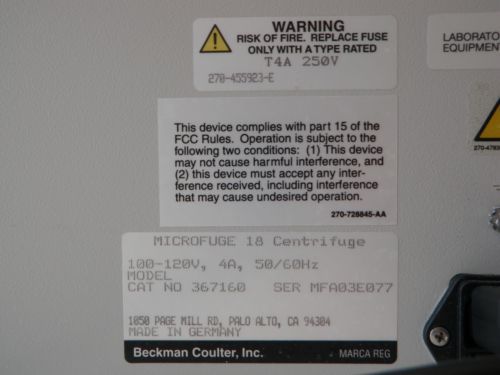 WARNING
RISK OF FIRE. REPLACE FUSE
ONLY WITH A TYPE RATED
T4A 250V
270-455923-E
LABORATO
EQUIPMEN
This device complies with part 15 of the
FCC Rules. Operation is subject to the
following two conditions: (1) This device
may not cause harmful interference, and
(2) this device must accept any inter-
ference received, including interference
that may cause undesired operation.
270-728845-AA
270-4783
MICROFUGE 18 Centrifuge
100-120V, 4A, 50/60Hz
MODEL
CAT NO 367160 SER MFA03E077
1050 PAGE MILL RD, PALO ALTO, CA 94304
MADE IN GERMANY
Beckman Coulter, Inc. MARCA REG